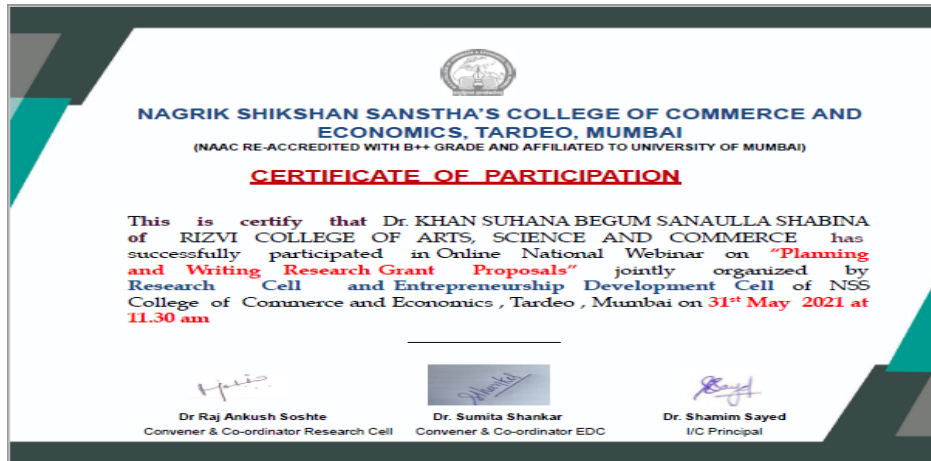 NAGRIK SHIKSHAN SANSTHA'S COLLEGE OF COMMERCE AND
ECONOMICS, TARDEO, MUMBAI
(NAAC RE-ACCREDITED WITH B++ GRADE AND AFFILIATED TO UNIVERSITY OF MUMBAI)
CERTIFICATE OF PARTICIPATION
This is certify that Dr. KHAN SUHANA BEGUM SANAULLA SHABINA
of RIZVI COLLEGE OF ARTS, SCIENCE AND COMMERCE has
successfully participated in Online National Webinar on "Planning
and Writing Research Grant Proposals" jointly organized by
Research Cell and Entrepreneurship Development Cell of NSS
College of Commerce and Economics , Tardeo , Mumbai on 31st May 2021 at
11.30 am
Dr Raj Ankush Soshte Dr. Sumita Shankar Dr. Shamim Sayed
Convener & Co-ordinator Research Cell Convener & Co-ordinator EDC I/C Principal